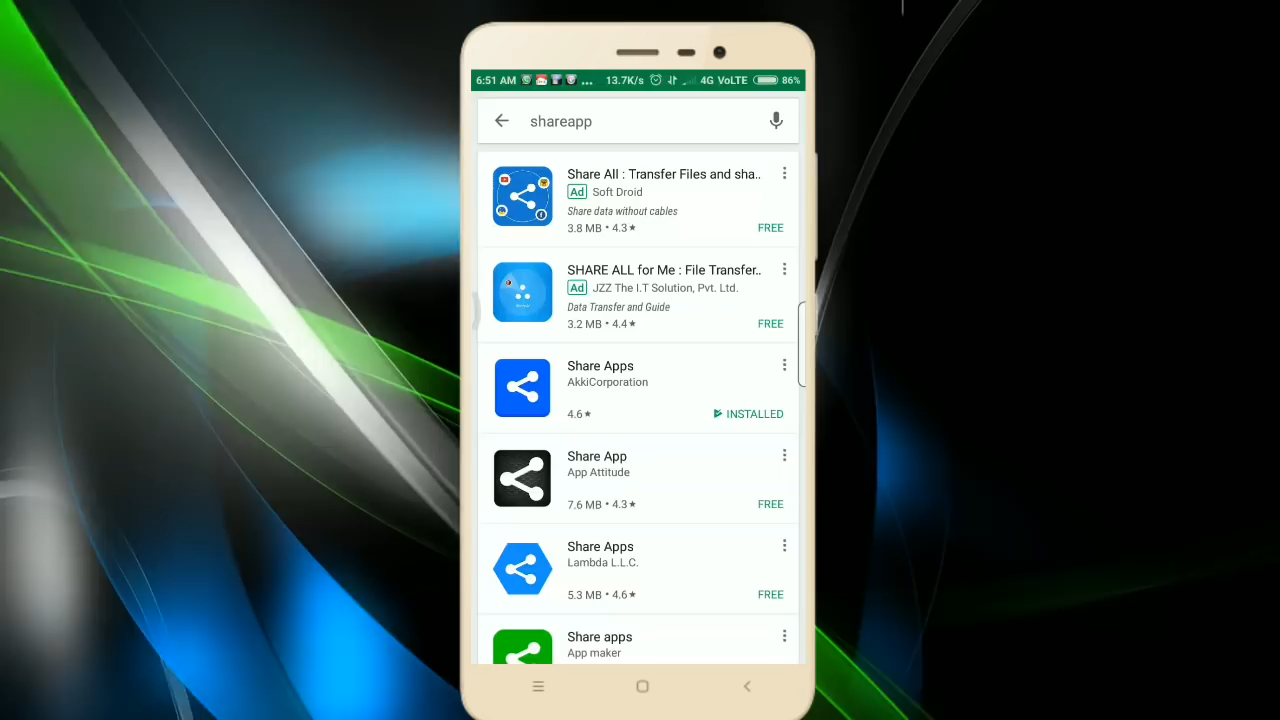 6:51 AM ... 13.7K/s 4G VoLTE 86%
shareapp
Share All : Transfer Files and sha..
Ad Soft Droid
Share data without cables
3.8 MB • 4.3★ FREE
SHARE ALL for Me : File Transfer..
Ad JZZ The I.T Solution, Pvt. Ltd.
Data Transfer and Guide
3.2 MB • 4.4★ FREE
Share Apps
AkkiCorporation
4.6★ INSTALLED
Share App
App Attitude
7.6 MB • 4.3★ FREE
Share Apps
Lambda L.L.C.
5.3 MB • 4.6★ FREE
Share apps
App maker